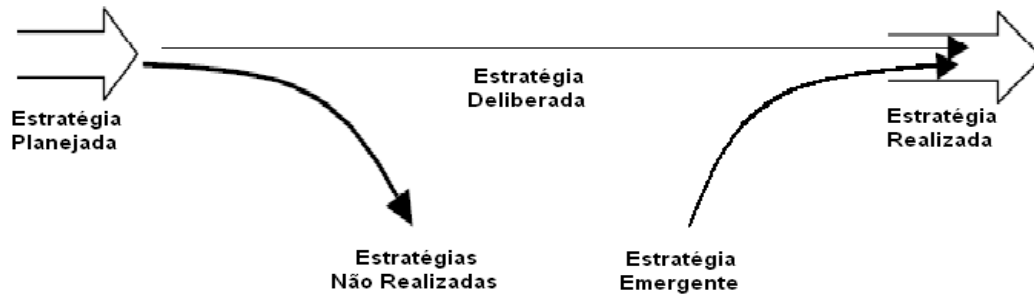 Estratégia
Planejada
Estratégia
Deliberada
Estratégia
Realizada
Estratégias
Não Realizadas
Estratégia
Emergente